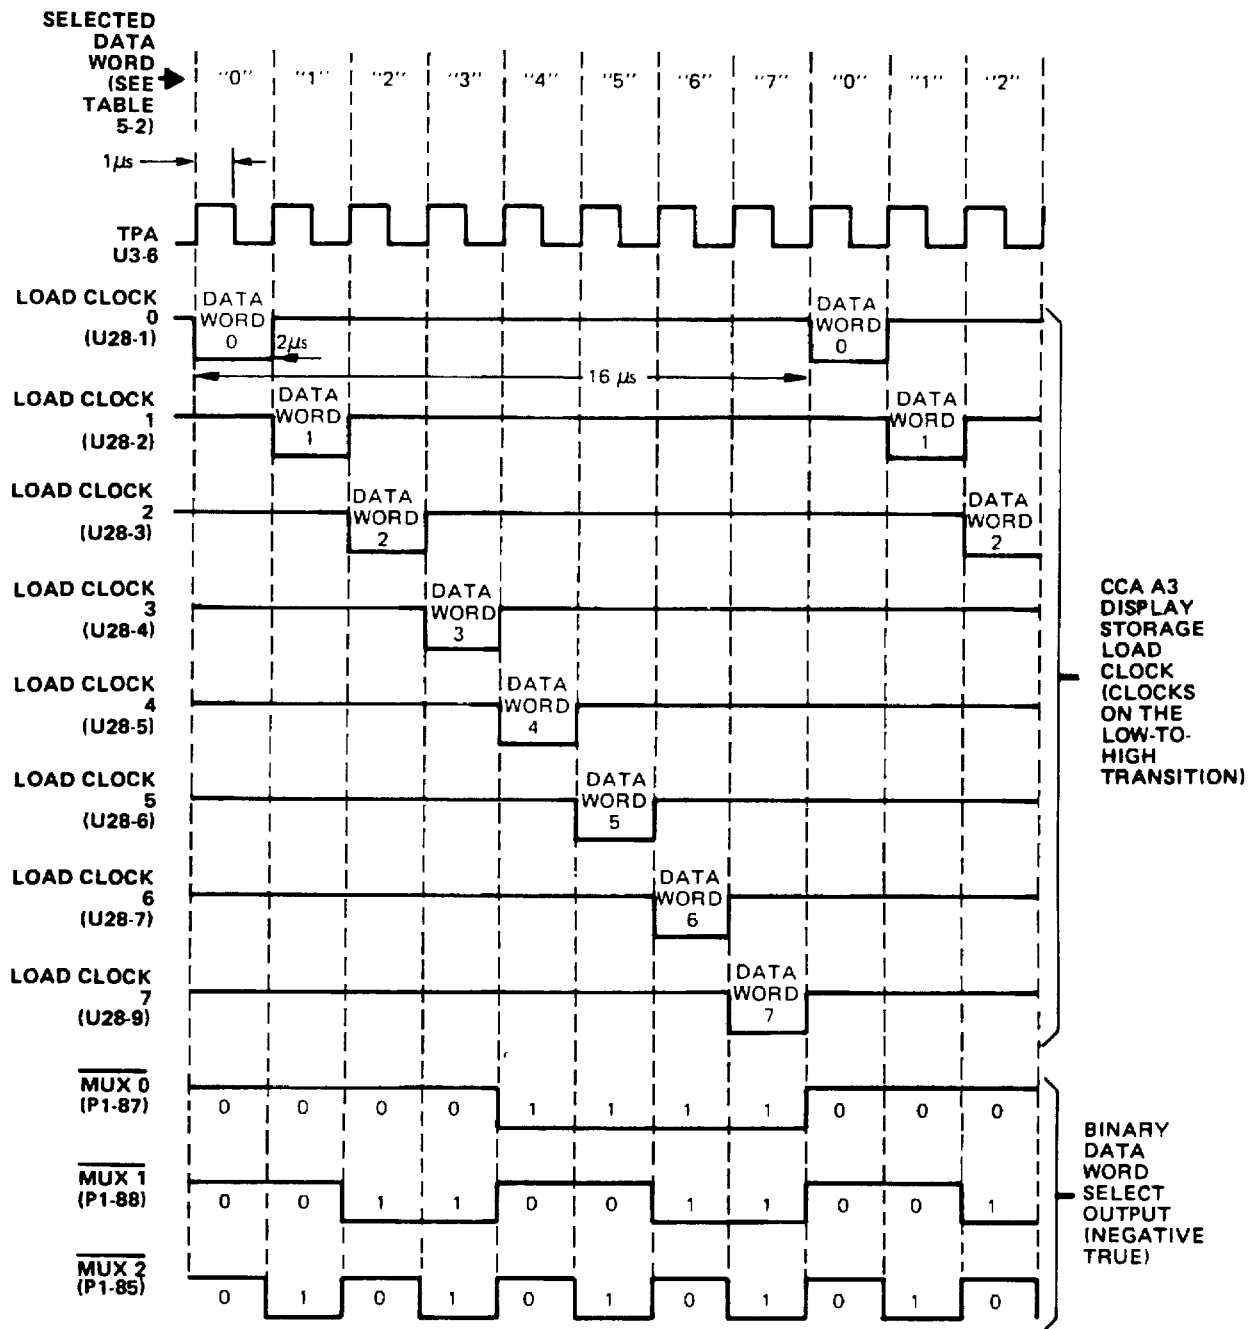 SELECTED
DATA
WORD
(SEE
TABLE
5-2)
"0" "1" "2" "3" "4" "5" "6" "7" "0" "1" "2"
1 μs
TPA
U3-6
LOAD CLOCK
0
(U28-1)
DATA
WORD
0
2 μs
DATA
WORD
0
16 μs
LOAD CLOCK
1
(U28-2)
DATA
WORD
1
DATA
WORD
1
LOAD CLOCK
2
(U28-3)
DATA
WORD
2
DATA
WORD
2
LOAD CLOCK
3
(U28-4)
DATA
WORD
3
LOAD CLOCK
4
(U28-5)
DATA
WORD
4
LOAD CLOCK
5
(U28-6)
DATA
WORD
5
LOAD CLOCK
6
(U28-7)
DATA
WORD
6
LOAD CLOCK
7
(U28-9)
DATA
WORD
7
CCA A3
DISPLAY
STORAGE
LOAD
CLOCK
(CLOCKS
ON THE
LOW-TO-
HIGH
TRANSITION)
MUX 0
(P1-87)
0 0 0 0 1 1 1 1 0 0 0
MUX 1
(P1-88)
0 0 1 1 0 0 1 1 0 0 1
MUX 2
(P1-85)
0 1 0 1 0 1 0 1 0 1 0
BINARY
DATA
WORD
SELECT
OUTPUT
(NEGATIVE
TRUE)